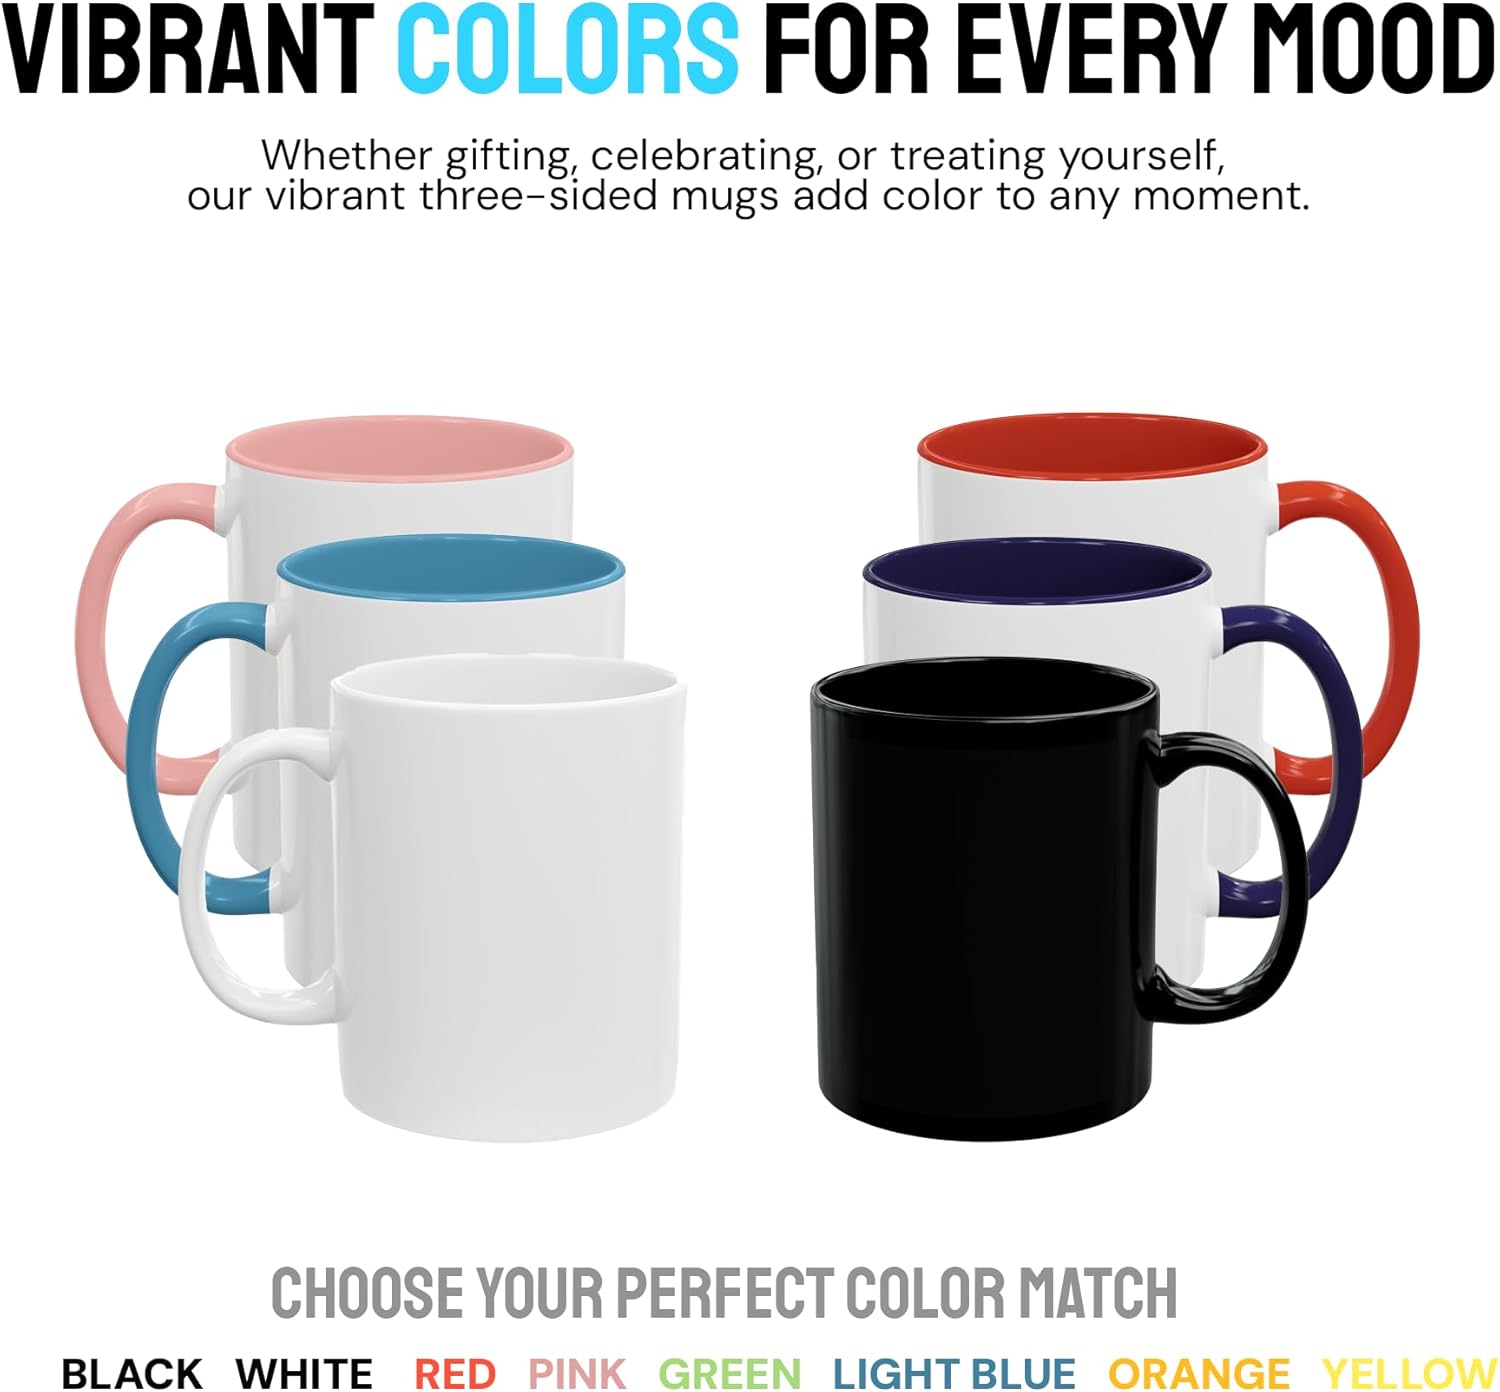 VIBRANT COLORS FOR EVERY MOOD
Whether gifting, celebrating, or treating yourself,
our vibrant three-sided mugs add color to any moment.
CHOOSE YOUR PERFECT COLOR MATCH
BLACK WHITE RED PINK GREEN LIGHT BLUE ORANGE YELLOW